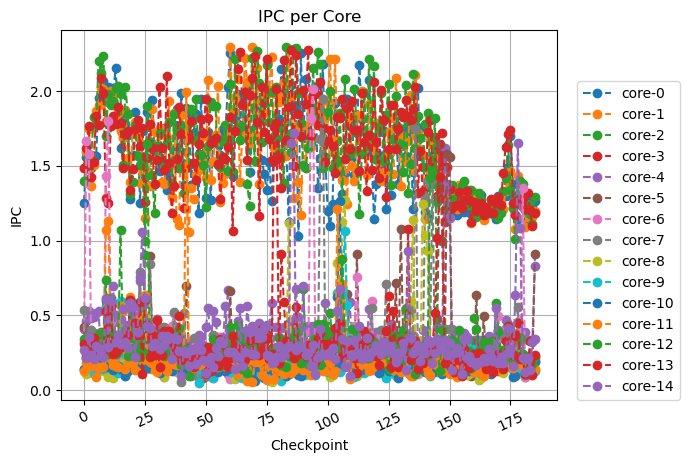 IPC per Core
2.0
1.5
1.0
0.5
0.0
IPC
0
25
50
75
100
125
150
175
Checkpoint
core-0
core-1
core-2
core-3
core-4
core-5
core-6
core-7
core-8
core-9
core-10
core-11
core-12
core-13
core-14